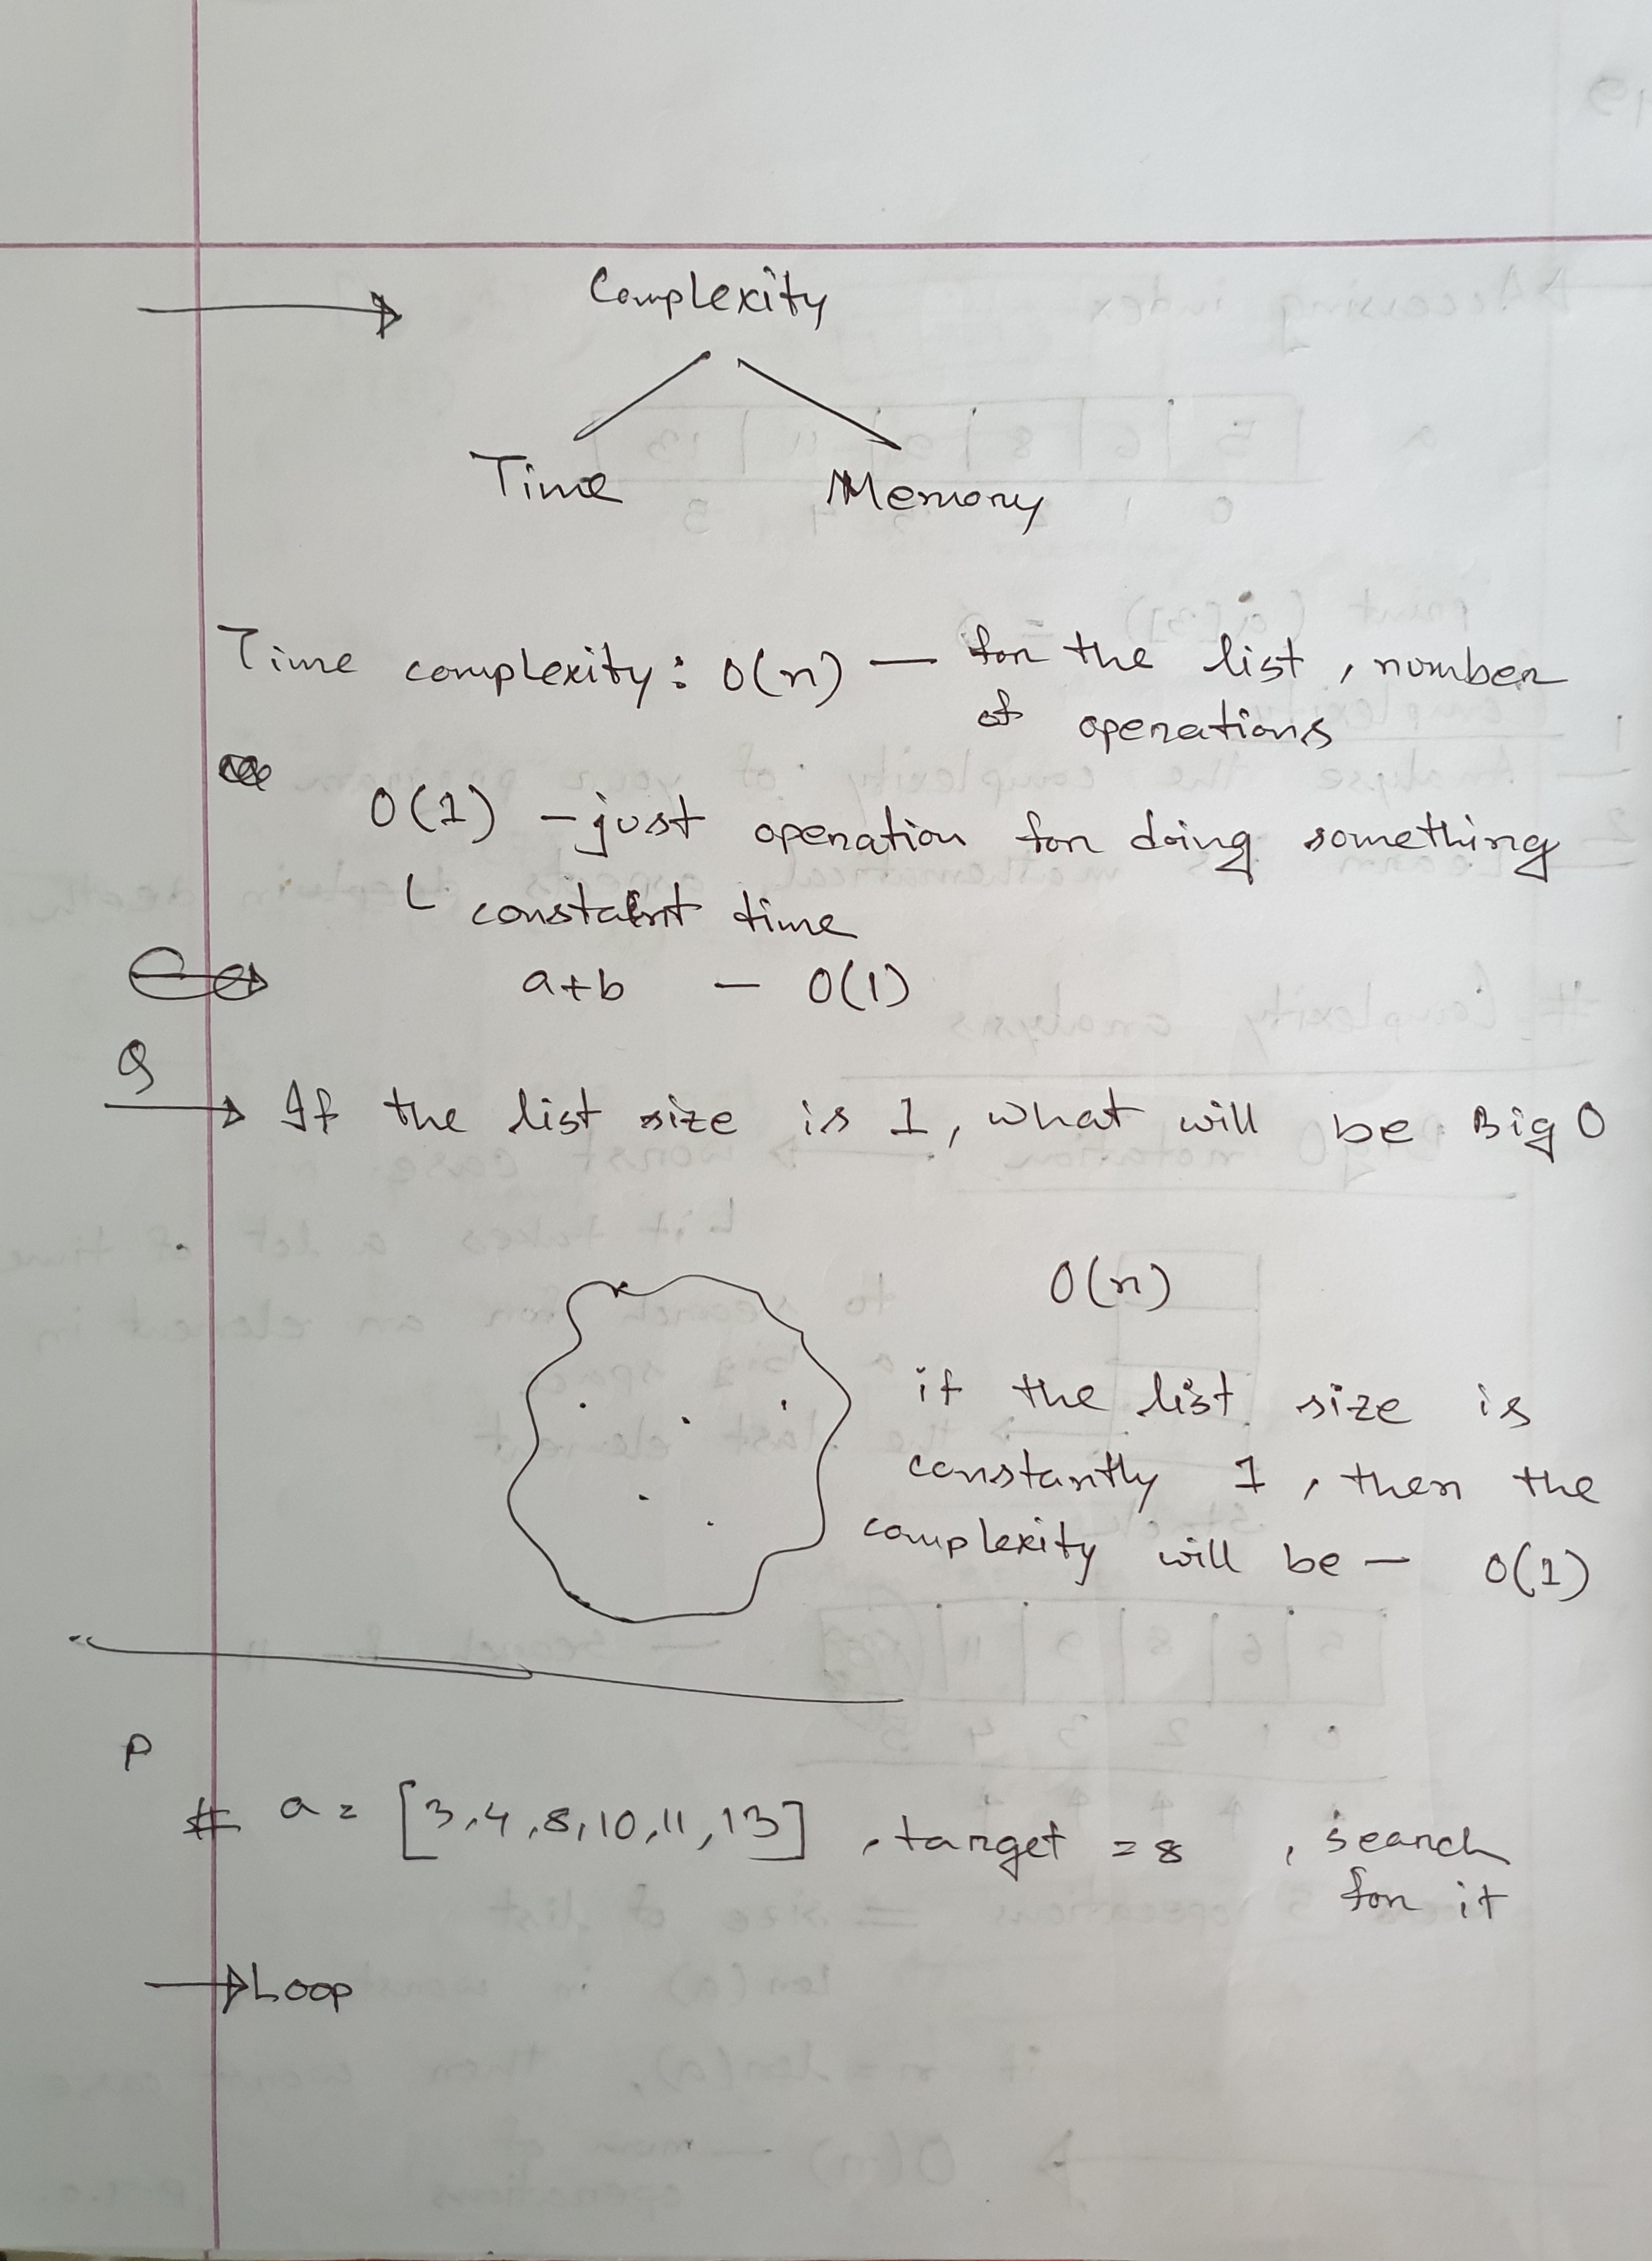 Complexity
Time Memory
Time complexity: O(n) — for the list, number
of operations
O(1) - just operation for doing something
constant time
a+b — O(1)
Q
If the list size is 1, what will be Big O
O(n)
if the list size is
constantly 1, then the
complexity will be — O(1)
P
# a = [3,4,8,10,11,13], target = 8, search
for it
Loop